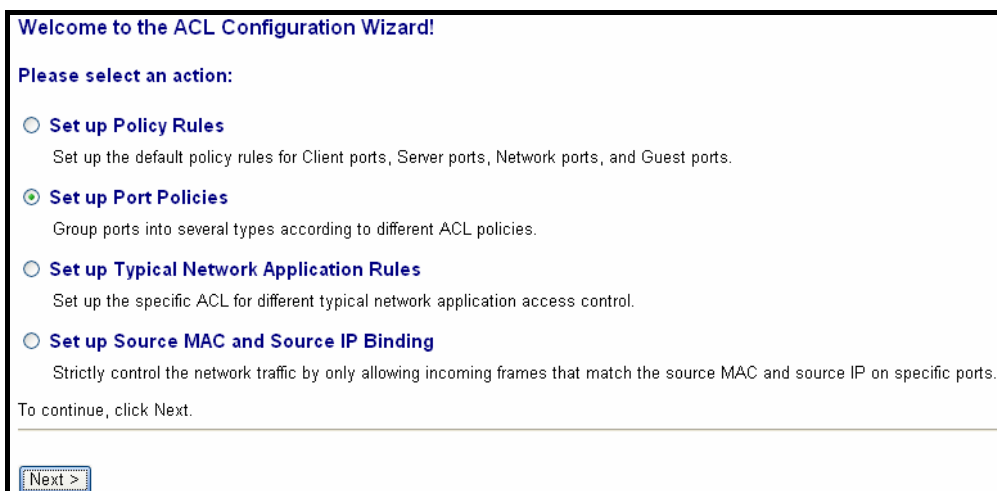 Welcome to the ACL Configuration Wizard!
Please select an action:
Set up Policy Rules
Set up the default policy rules for Client ports, Server ports, Network ports, and Guest ports.
Set up Port Policies
Group ports into several types according to different ACL policies.
Set up Typical Network Application Rules
Set up the specific ACL for different typical network application access control.
Set up Source MAC and Source IP Binding
Strictly control the network traffic by only allowing incoming frames that match the source MAC and source IP on specific ports.
To continue, click Next.
Next >